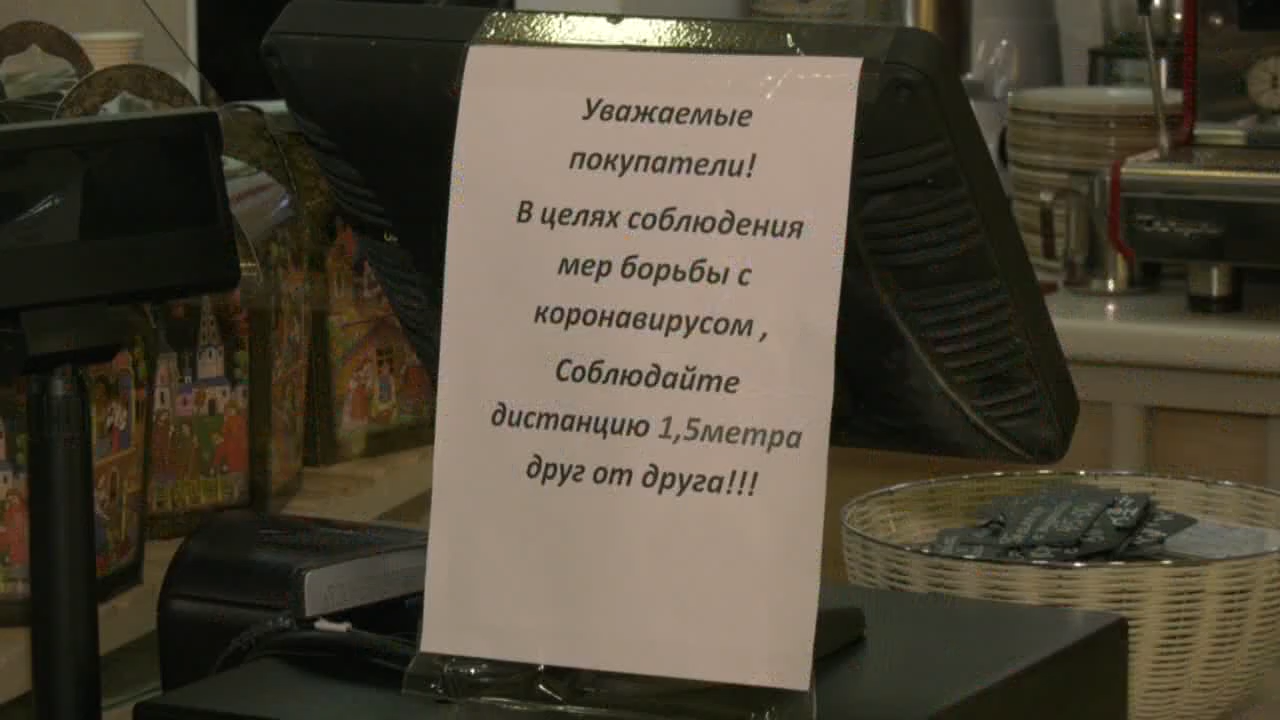 Уважаемые
покупатели!
В целях соблюдения
мер борьбы с
коронавирусом ,
Соблюдайте
дистанцию 1,5метра
друг от друга!!!